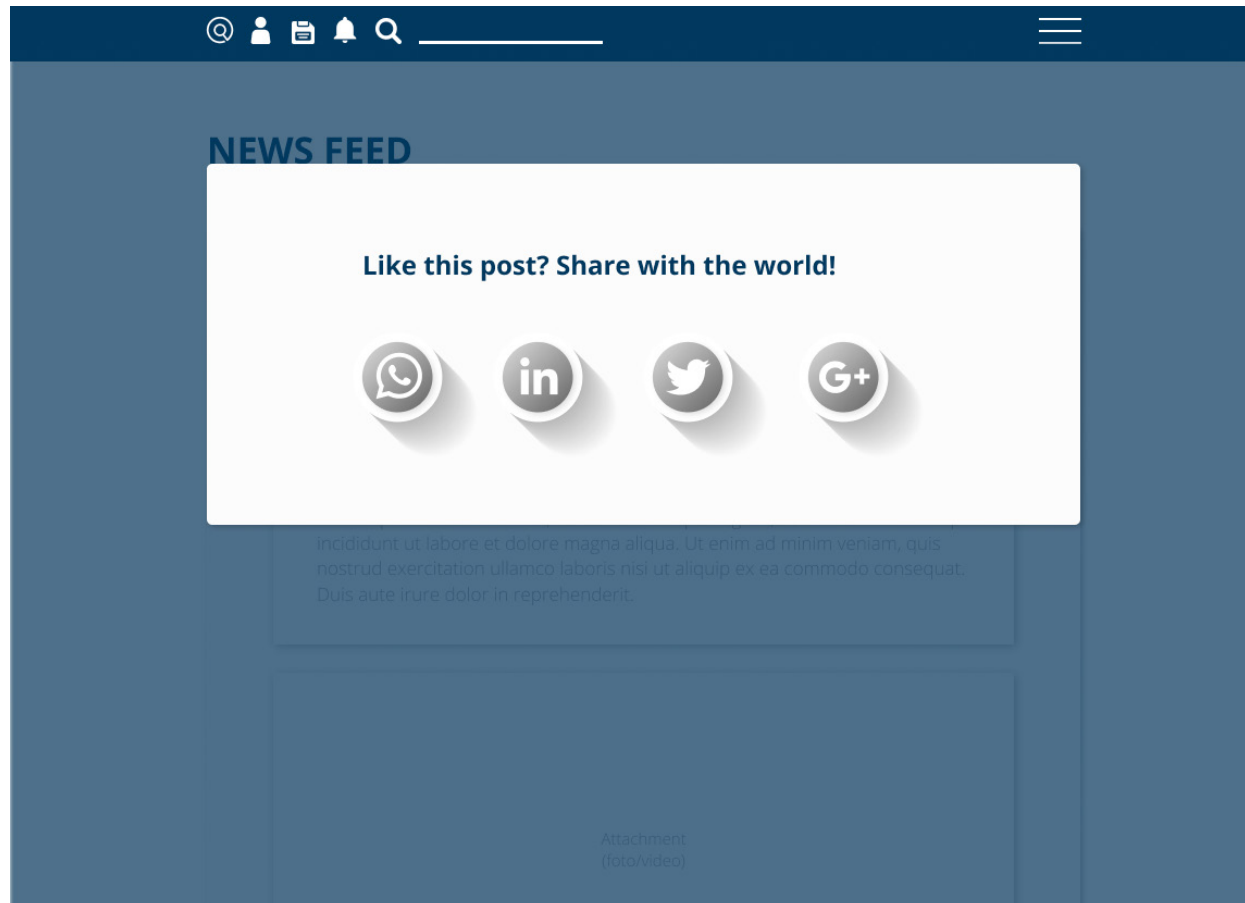 NEWS FEED
Like this post? Share with the world!
in
G+
incididunt ut labore et dolore magna aliqua. Ut enim ad minim veniam, quis
nostrud exercitation ullamco laboris nisi ut aliquip ex ea commodo consequat.
Duis aute irure dolor in reprehenderit.
Attachment
(foto/video)